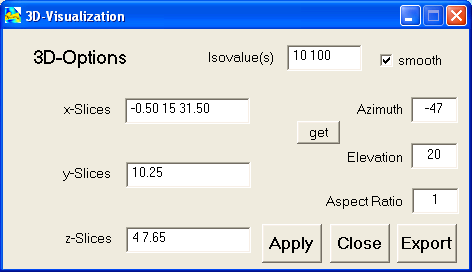 3D-Visualization
3D-Options Isovalue(s) 10 100 smooth
x-Slices -0.50 15 31.50 Azimuth -47
get
Elevation 20
y-Slices 10.25
Aspect Ratio 1
z-Slices 4 7.65 Apply Close Export